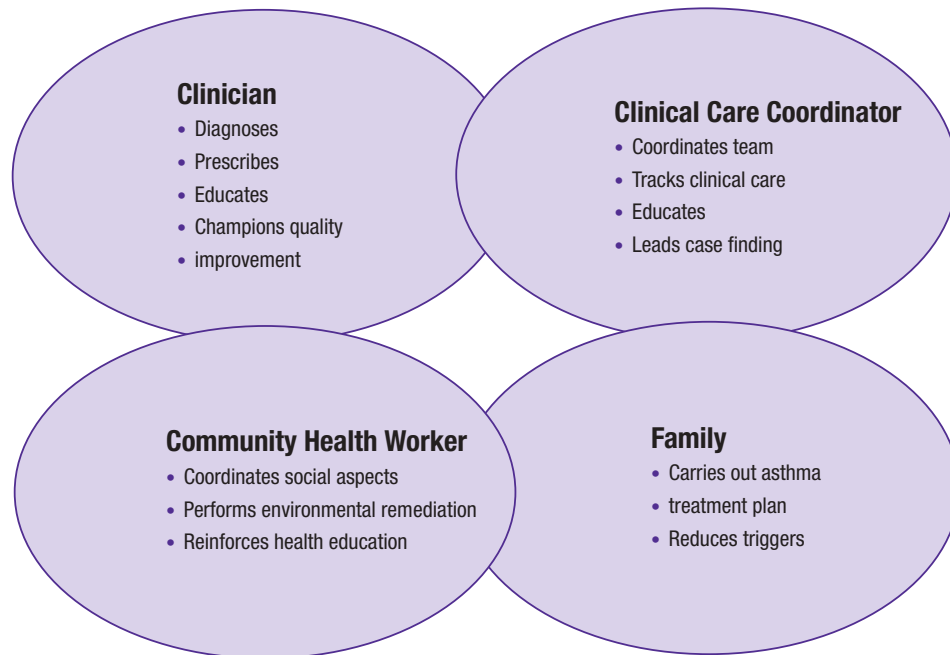 Clinician
• Diagnoses
• Prescribes
• Educates
• Champions quality
• improvement
Clinical Care Coordinator
• Coordinates team
• Tracks clinical care
• Educates
• Leads case finding
Community Health Worker
• Coordinates social aspects
• Performs environmental remediation
• Reinforces health education
Family
• Carries out asthma
• treatment plan
• Reduces triggers